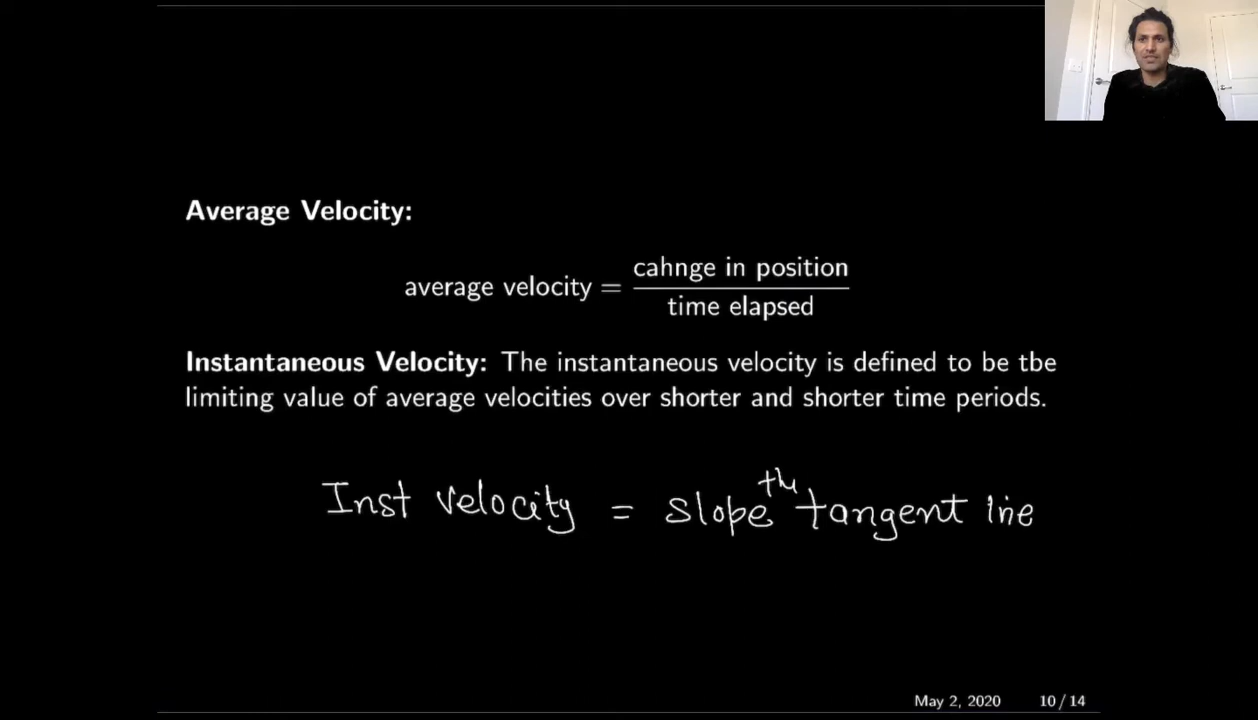 Average Velocity:
average velocity = cahnge in position
time elapsed
Instantaneous Velocity: The instantaneous velocity is defined to be tbe
limiting value of average velocities over shorter and shorter time periods.
Inst velocity = slope the tangent line
May 2, 2020 10 / 14